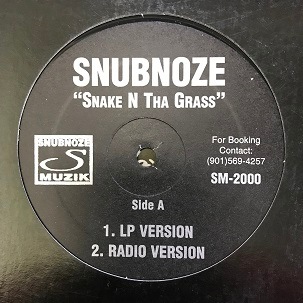 SNUBNOZE
"SNAKE N THA GRASS"
SNUBNOZE
S
MUZIK
For Booking
Contact:
(901)569-4257
SM-2000
Side A
1. LP VERSION
2. RADIO VERSION